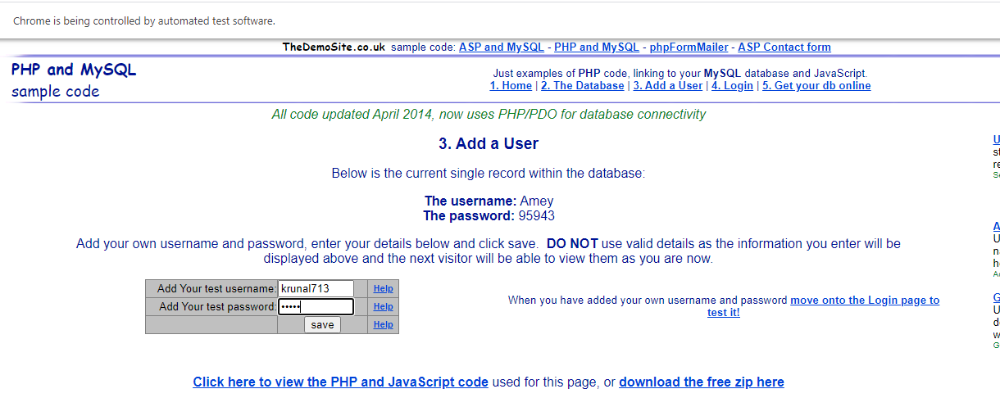 Chrome is being controlled by automated test software.
TheDemoSite.co.uk sample code: ASP and MySQL - PHP and MySQL - phpFormMailer - ASP Contact form
PHP and MySQL
sample code
Just examples of PHP code, linking to your MySQL database and JavaScript.
1. Home | 2. The Database | 3. Add a User | 4. Login | 5. Get your db online
All code updated April 2014, now uses PHP/PDO for database connectivity
3. Add a User
Below is the current single record within the database:
The username: Amey
The password: 95943
Add your own username and password, enter your details below and click save. DO NOT use valid details as the information you enter will be
displayed above and the next visitor will be able to view them as you are now.
Add Your test username: krunal713 Help
Add Your test password: ••••• Help
save Help
When you have added your own username and password move onto the Login page to
test it!
Click here to view the PHP and JavaScript code used for this page, or download the free zip here